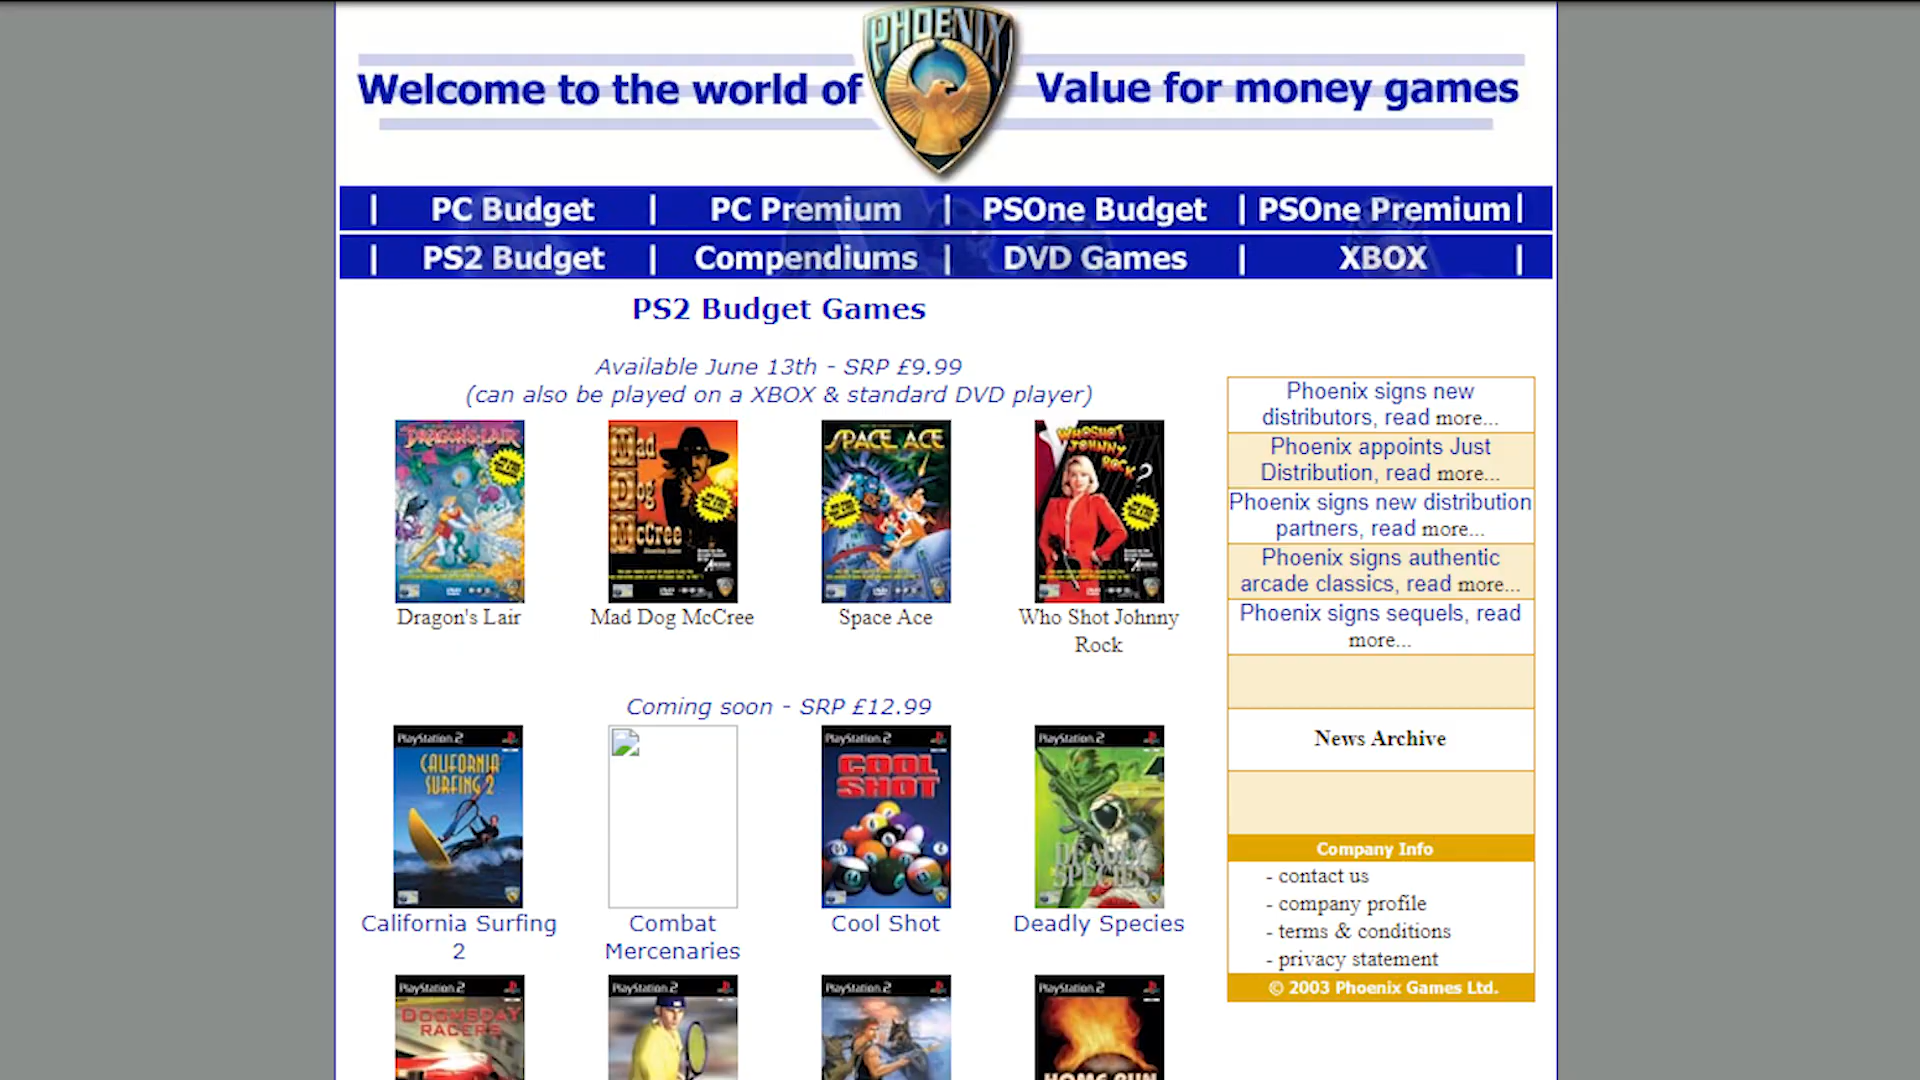 PHOENIX
Welcome to the world of
Value for money games
| PC Budget | PC Premium | PSOne Budget | PSOne Premium |
| PS2 Budget | Compendiums | DVD Games | XBOX |
PS2 Budget Games
Available June 13th - SRP £9.99
(can also be played on a XBOX & standard DVD player)
DRAGON'S LAIR
Mad
Dog
McCree
SPACE ACE
WHO SHOT
JOHNNY
ROCK?
Dragon's Lair
Mad Dog McCree
Space Ace
Who Shot Johnny
Rock
Coming soon - SRP £12.99
PlayStation 2
CALIFORNIA
SURFING 2
PlayStation 2
COOL
SHOT
PlayStation 2
DEADLY
SPECIES
California Surfing
2
Combat
Mercenaries
Cool Shot
Deadly Species
PlayStation 2
DOOMSDAY
RACERS
PlayStation 2
PlayStation 2
PlayStation 2
HOME RUN
Phoenix signs new
distributors, read more...
Phoenix appoints Just
Distribution, read more...
Phoenix signs new distribution
partners, read more...
Phoenix signs authentic
arcade classics, read more...
Phoenix signs sequels, read
more...
News Archive
Company Info
- contact us
- company profile
- terms & conditions
- privacy statement
© 2003 Phoenix Games Ltd.